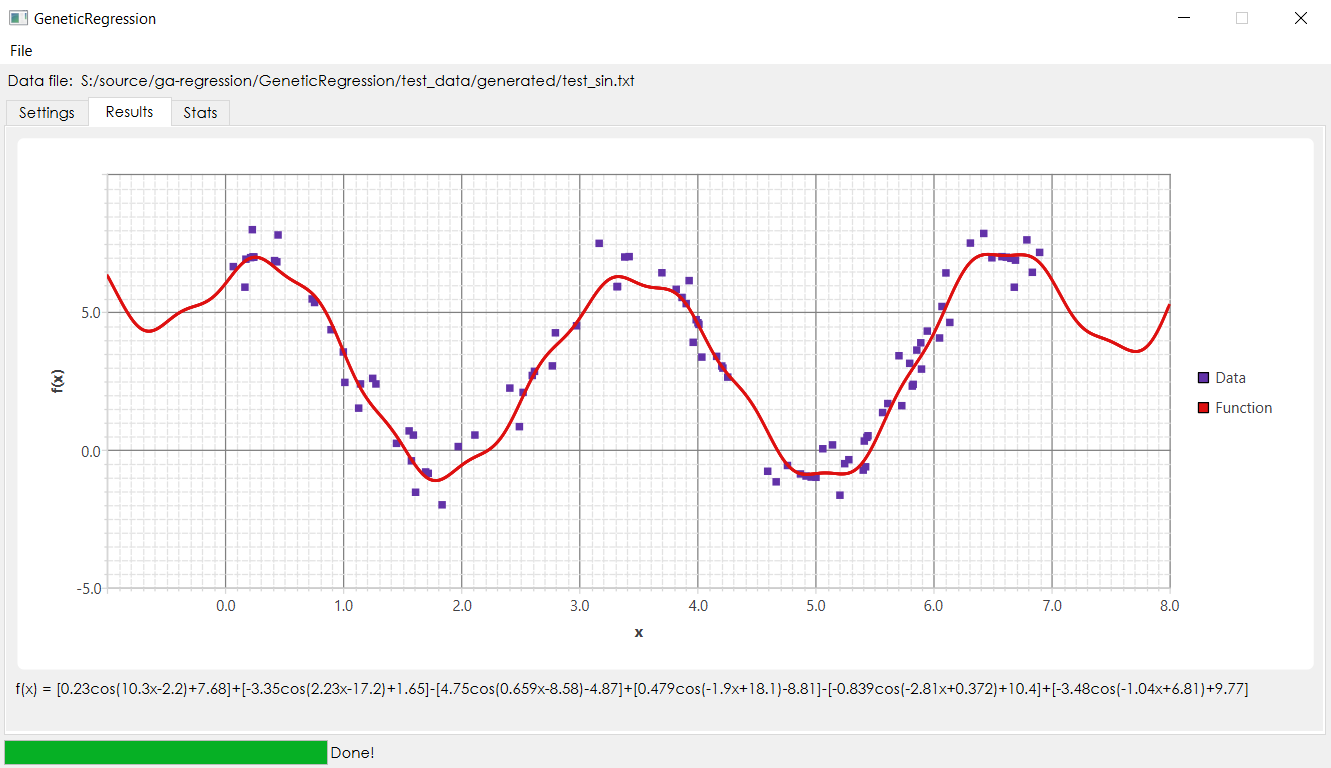 GeneticRegression
File
Data file: S:/source/ga-regression/GeneticRegression/test_data/generated/test_sin.txt
Settings Results Stats
5.0
0.0
-5.0
f(x)
0.0 1.0 2.0 3.0 4.0 5.0 6.0 7.0 8.0
x
Data
Function
f(x) = [0.23cos(10.3x-2.2)+7.68]+[-3.35cos(2.23x-17.2)+1.65]-[4.75cos(0.659x-8.58)-4.87]+[0.479cos(-1.9x+18.1)-8.81]-[-0.839cos(-2.81x+0.372)+10.4]+[-3.48cos(-1.04x+6.81)+9.77]
Done!